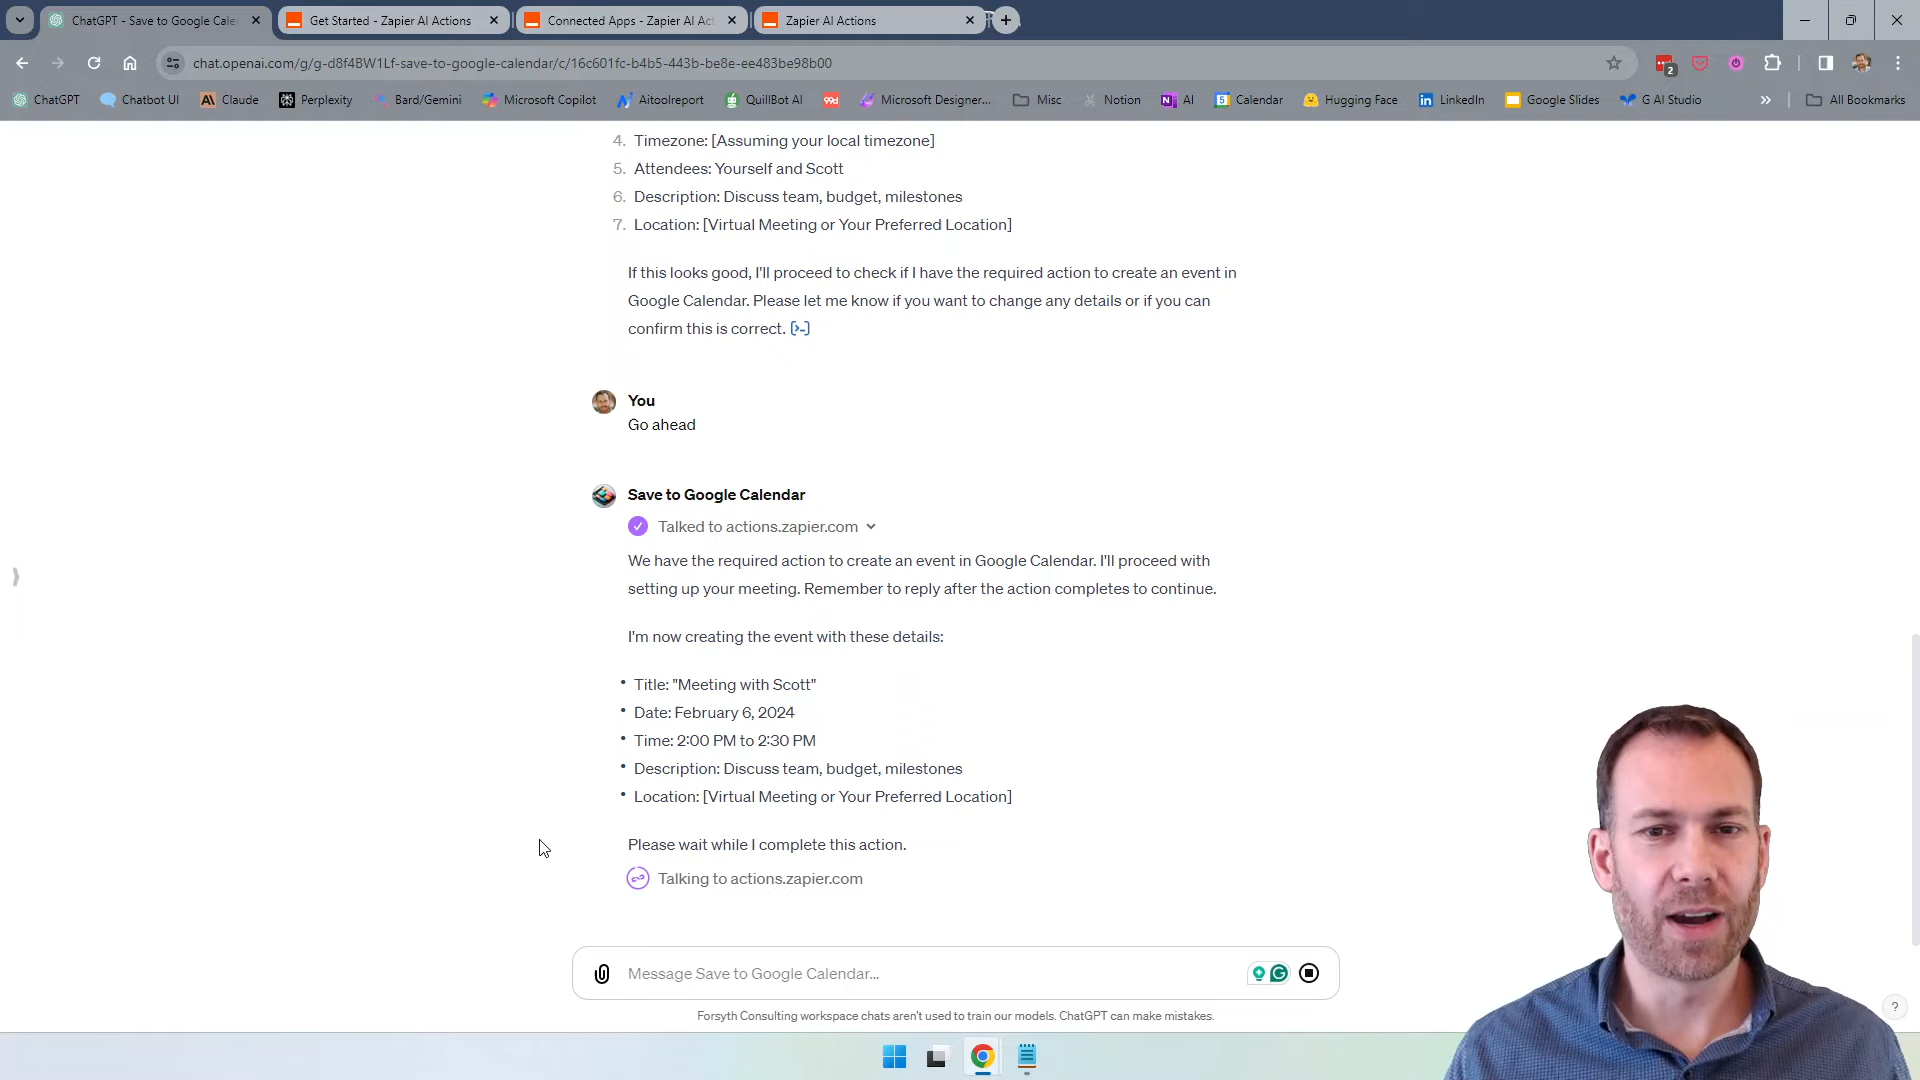 ChatGPT - Save to Google Cale
Get Started - Zapier AI Actions
Connected Apps - Zapier AI Act
Zapier AI Actions
chat.openai.com/g/g-d8f4BW1Lf-save-to-google-calendar/c/16c601fc-b4b5-443b-be8e-ee483be98b00
2
ChatGPT
Chatbot UI
Claude
Perplexity
Bard/Gemini
Microsoft Copilot
Aitoolreport
QuillBot AI
99d
Microsoft Designer...
Misc
Notion
AI
Calendar
Hugging Face
LinkedIn
Google Slides
G AI Studio
All Bookmarks
4. Timezone: [Assuming your local timezone]
5. Attendees: Yourself and Scott
6. Description: Discuss team, budget, milestones
7. Location: [Virtual Meeting or Your Preferred Location]
If this looks good, I'll proceed to check if I have the required action to create an event in
Google Calendar. Please let me know if you want to change any details or if you can
confirm this is correct.
You
Go ahead
Save to Google Calendar
Talked to actions.zapier.com
We have the required action to create an event in Google Calendar. I'll proceed with
setting up your meeting. Remember to reply after the action completes to continue.
I'm now creating the event with these details:
• Title: "Meeting with Scott"
• Date: February 6, 2024
• Time: 2:00 PM to 2:30 PM
• Description: Discuss team, budget, milestones
• Location: [Virtual Meeting or Your Preferred Location]
Please wait while I complete this action.
Talking to actions.zapier.com
Message Save to Google Calendar...
Forsyth Consulting workspace chats aren't used to train our models. ChatGPT can make mistakes.
?